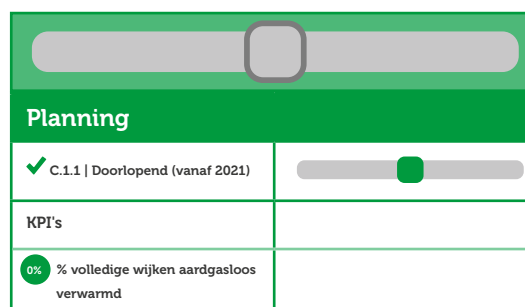 Planning
C.1.1 | Doorlopend (vanaf 2021)
KPI's
0% % volledige wijken aardgasloos
verwarmd